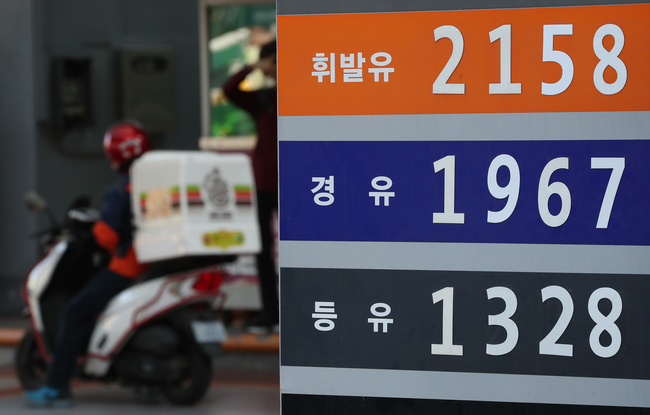 휘발유 2158
경 유 1967
등 유 1328